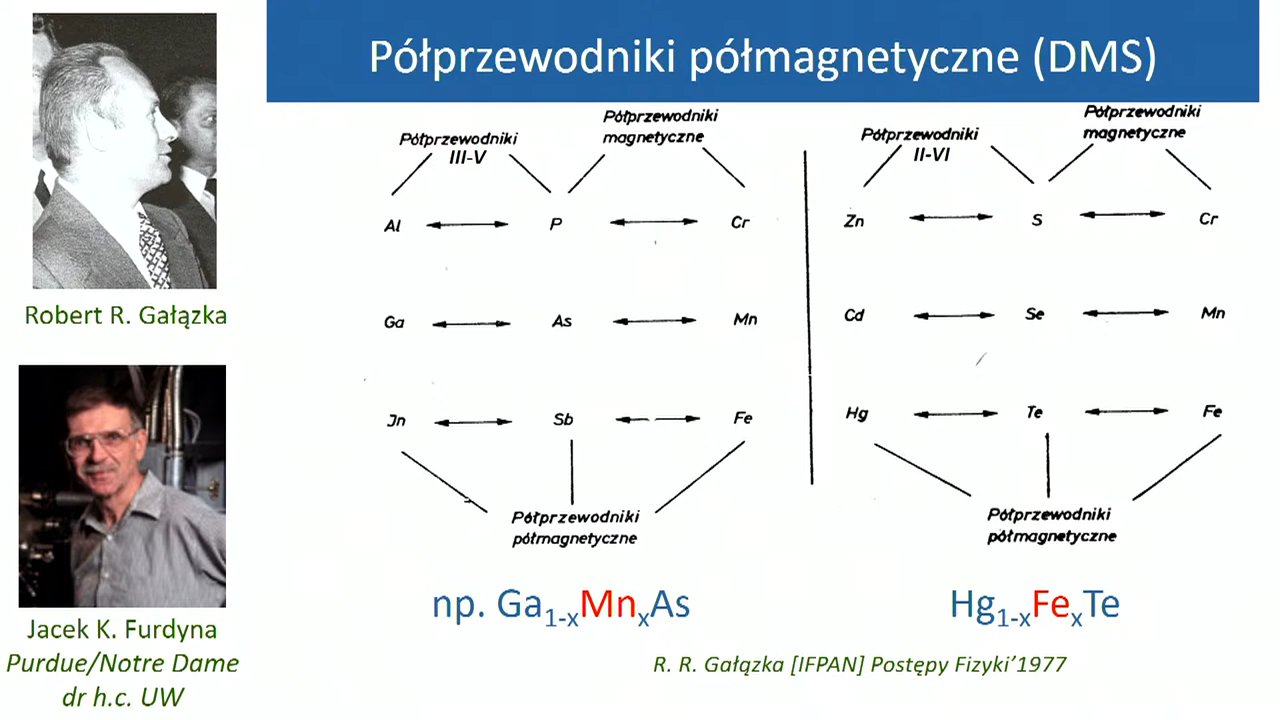 Półprzewodniki półmagnetyczne (DMS)
Robert R. Gałązka
Jacek K. Furdyna
Purdue/Notre Dame
dr h.c. UW
Półprzewodniki
III-V
Półprzewodniki
magnetyczne
Al P Cr
Ga As Mn
Jn Sb Fe
Półprzewodniki
półmagnetyczne
np. Ga1-xMnxAs
Półprzewodniki
II-VI
Półprzewodniki
magnetyczne
Zn S Cr
Cd Se Mn
Hg Te Fe
Półprzewodniki
półmagnetyczne
Hg1-xFexTe
R. R. Gałązka [IFPAN] Postępy Fizyki'1977